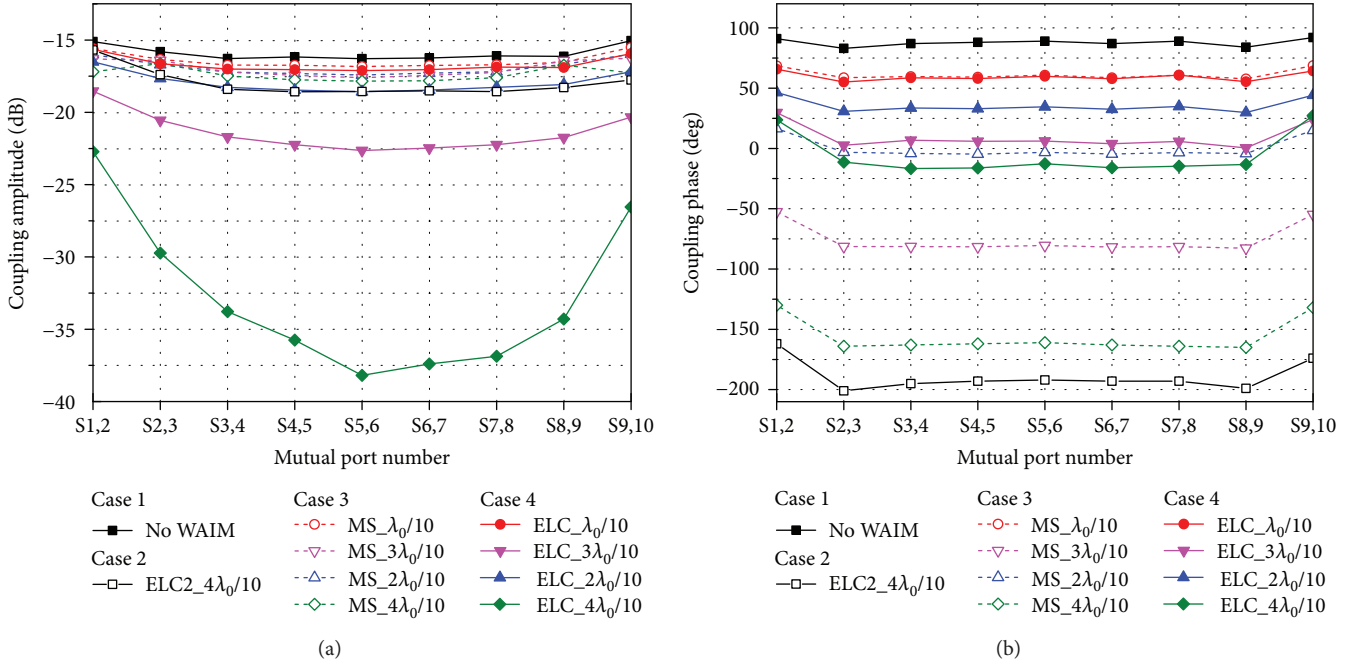 −15
−20
−25
−30
−35
−40
Coupling amplitude (dB)
S1,2 S2,3 S3,4 S4,5 S5,6 S6,7 S7,8 S8,9 S9,10
Mutual port number
Case 1
No WAIM
Case 2
ELC2_4λ0/10
Case 3
MS_λ0/10
MS_3λ0/10
MS_2λ0/10
MS_4λ0/10
Case 4
ELC_λ0/10
ELC_3λ0/10
ELC_2λ0/10
ELC_4λ0/10
(a)
100
50
0
−50
−100
−150
−200
Coupling phase (deg)
S1,2 S2,3 S3,4 S4,5 S5,6 S6,7 S7,8 S8,9 S9,10
Mutual port number
Case 1
No WAIM
Case 2
ELC2_4λ0/10
Case 3
MS_λ0/10
MS_3λ0/10
MS_2λ0/10
MS_4λ0/10
Case 4
ELC_λ0/10
ELC_3λ0/10
ELC_2λ0/10
ELC_4λ0/10
(b)